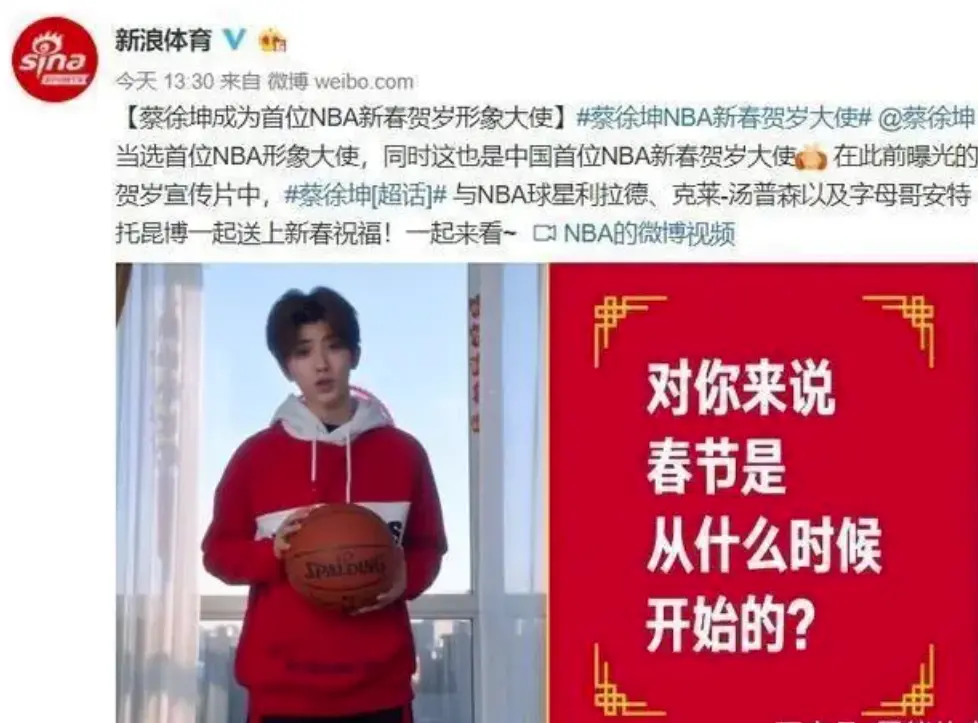 sina
SPORTS
新浪体育
今天 13:30 来自 微博 weibo.com
【蔡徐坤成为首位NBA新春贺岁形象大使】#蔡徐坤NBA新春贺岁大使# @蔡徐坤
当选首位NBA形象大使，同时这也是中国首位NBA新春贺岁大使 在此前曝光的
贺岁宣传片中，#蔡徐坤[超话]# 与NBA球星利拉德、克莱-汤普森以及字母哥安特
托昆博一起送上新春祝福！一起来看~ NBA的微博视频
SPALDING
对你来说
春节是
从什么时候
开始的?